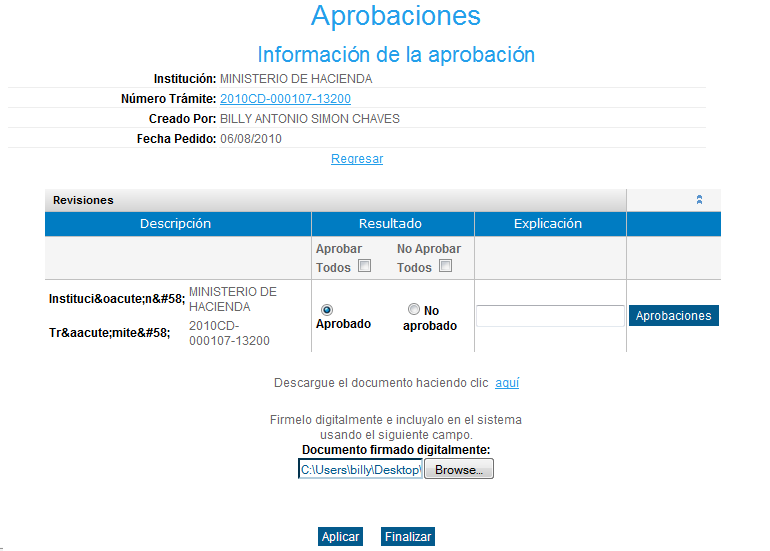 Aprobaciones
Información de la aprobación
Institución: MINISTERIO DE HACIENDA
Número Trámite: 2010CD-000107-13200
Creado Por: BILLY ANTONIO SIMON CHAVES
Fecha Pedido: 06/08/2010
Regresar
Revisiones
Descripción Resultado Explicación
Aprobar Todos
No Aprobar Todos
Instituci&oacute;n&#58; MINISTERIO DE HACIENDA
Tr&aacute;mite&#58; 2010CD-000107-13200
Aprobado
No aprobado
Aprobaciones
Descargue el documento haciendo clic aquí
Firmelo digitalmente e incluyalo en el sistema
usando el siguiente campo.
Documento firmado digitalmente:
C:\Users\billy\Desktop\ Browse...
Aplicar Finalizar